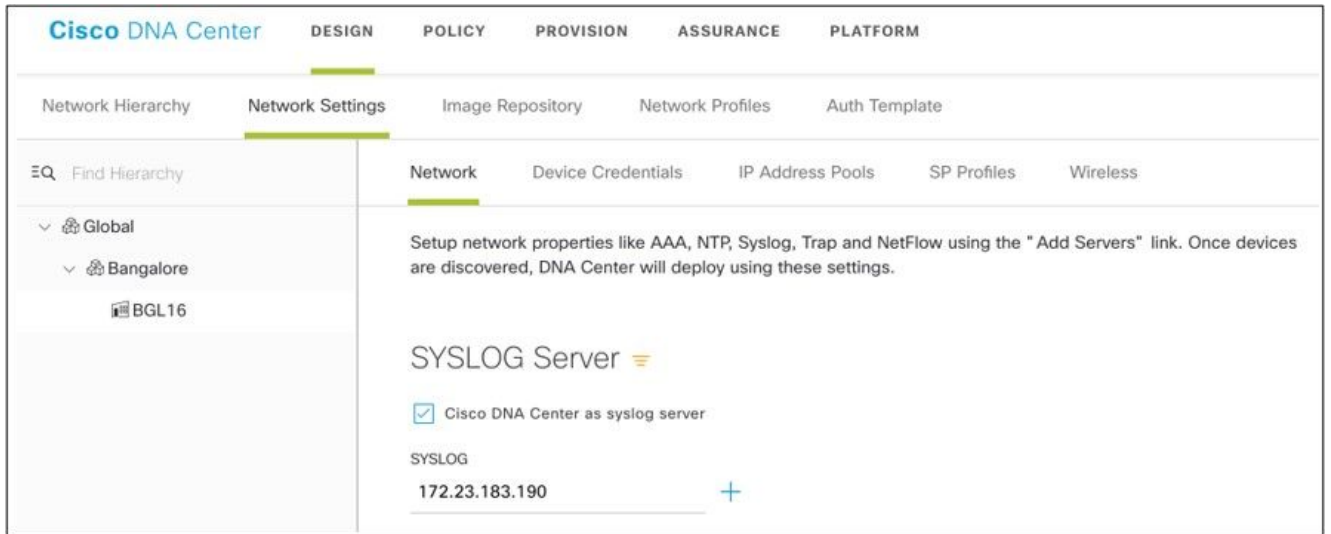 Cisco DNA Center DESIGN POLICY PROVISION ASSURANCE PLATFORM
Network Hierarchy Network Settings Image Repository Network Profiles Auth Template
Find Hierarchy
Network Device Credentials IP Address Pools SP Profiles Wireless
Global
Bangalore
BGL16
Setup network properties like AAA, NTP, Syslog, Trap and NetFlow using the "Add Servers" link. Once devices
are discovered, DNA Center will deploy using these settings.
SYSLOG Server
Cisco DNA Center as syslog server
SYSLOG
172.23.183.190